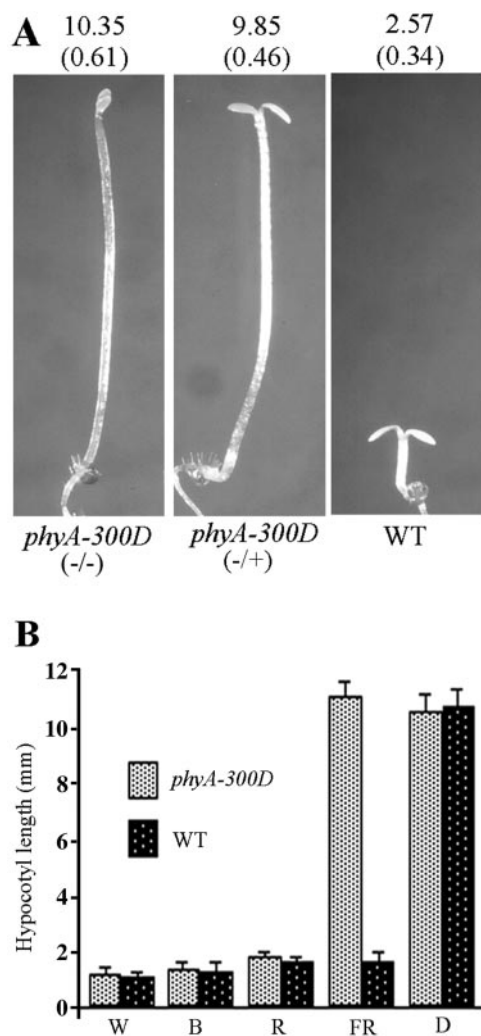 A
10.35 9.85 2.57
(0.61) (0.46) (0.34)
phyA-300D phyA-300D WT
(-/-) (-/+)
B
Hypocotyl length (mm)
12
10
8
6
4
2
0
phyA-300D
WT
W B R FR D